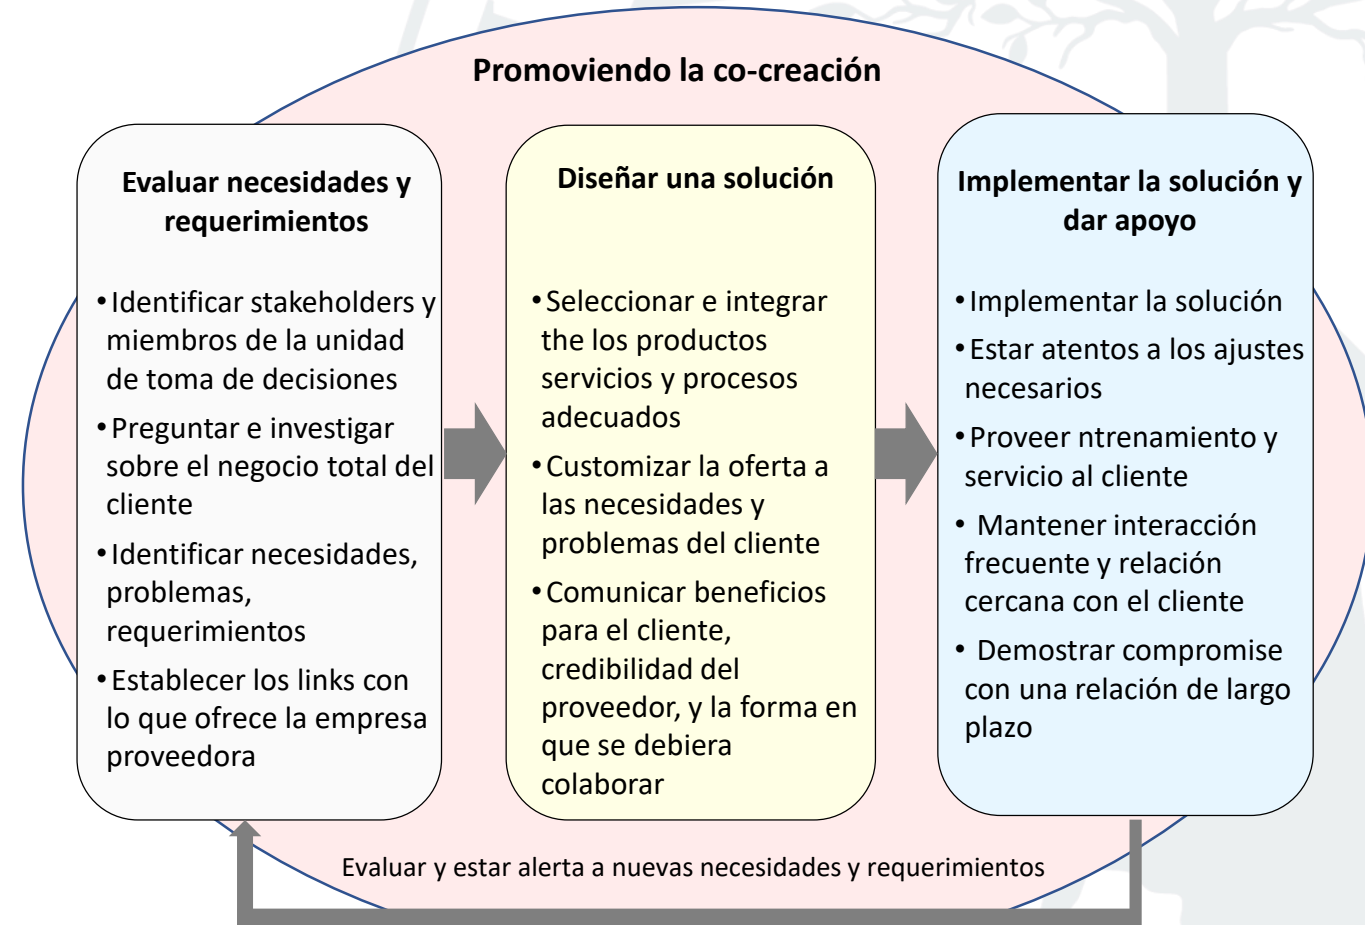 Promoviendo la co-creación
Evaluar necesidades y
requerimientos
•Identificar stakeholders y
miembros de la unidad
de toma de decisiones
•Preguntar e investigar
sobre el negocio total del
cliente
•Identificar necesidades,
problemas,
requerimientos
•Establecer los links con
lo que ofrece la empresa
proveedora
Diseñar una solución
•Seleccionar e integrar
the los productos
servicios y procesos
adecuados
•Customizar la oferta a
las necesidades y
problemas del cliente
•Comunicar beneficios
para el cliente,
credibilidad del
proveedor, y la forma en
que se debiera
colaborar
Implementar la solución y
dar apoyo
•Implementar la solución
•Estar atentos a los ajustes
necesarios
•Proveer ntrenamiento y
servicio al cliente
• Mantener interacción
frecuente y relación
cercana con el cliente
• Demostrar compromise
con una relación de largo
plazo
Evaluar y estar alerta a nuevas necesidades y requerimientos